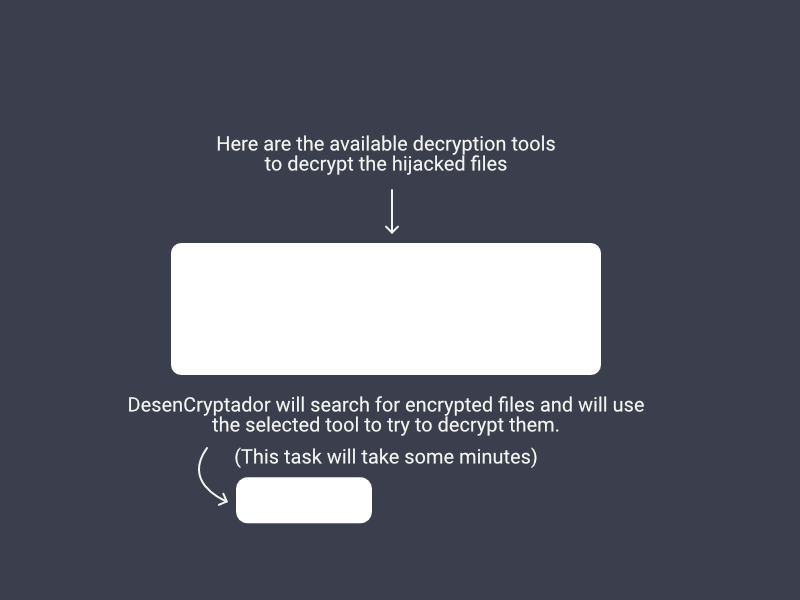 Here are the available decryption tools
to decrypt the hijacked files
DesenCryptador will search for encrypted files and will use
the selected tool to try to decrypt them.
(This task will take some minutes)